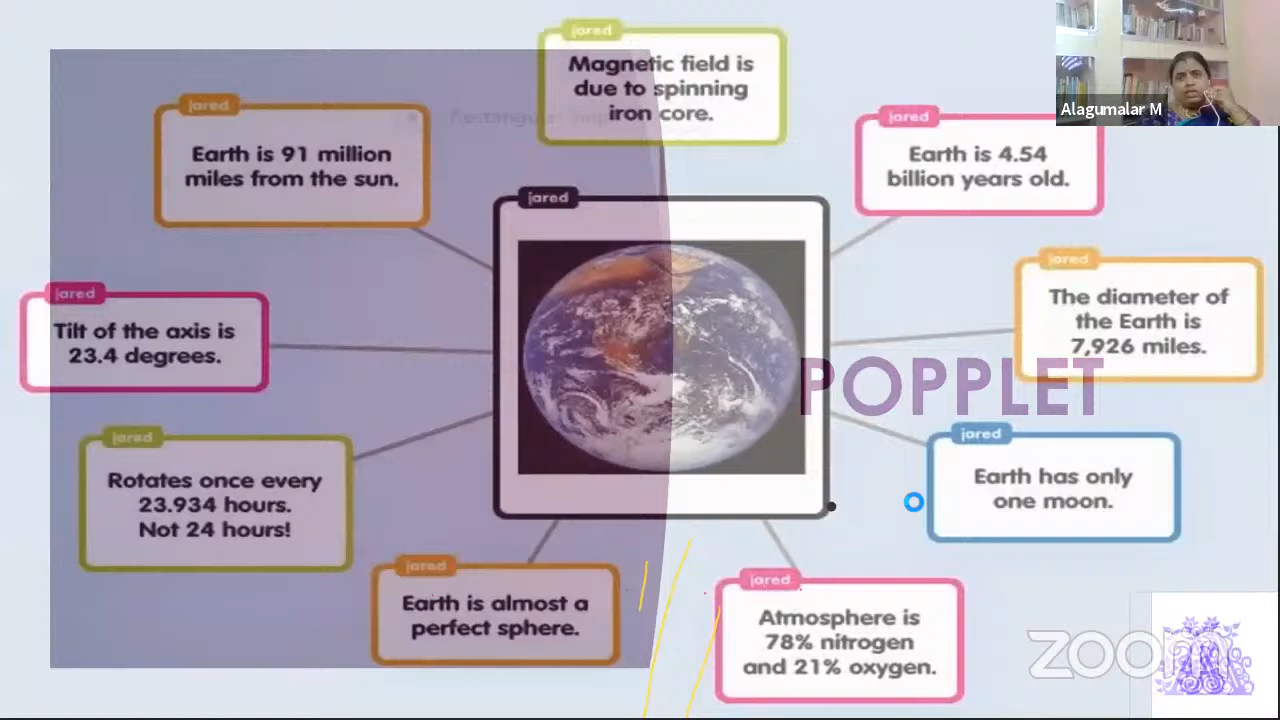 jared
Magnetic field is
due to spinning
iron core.
Alagumalar M
jared
Earth is 91 million
miles from the sun.
jared
Earth is 4.54
billion years old.
jared
jared
The diameter of
the Earth is
7,926 miles.
jared
Tilt of the axis is
23.4 degrees.
POPPLET
jared
Rotates once every
23.934 hours.
Not 24 hours!
jared
Earth has only
one moon.
jared
Earth is almost a
perfect sphere.
jared
Atmosphere is
78% nitrogen
and 21% oxygen.
zoom